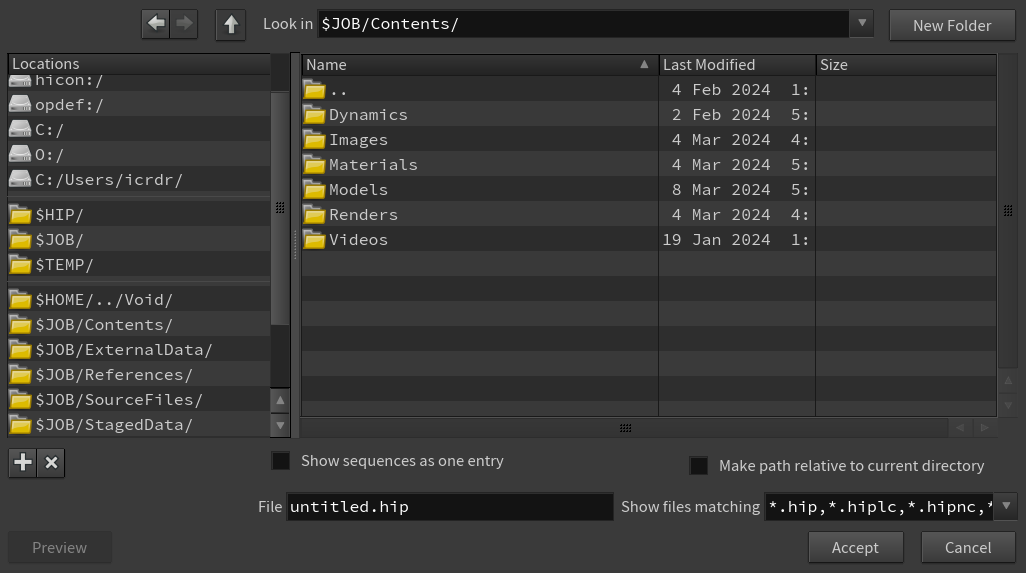 Look in $JOB/Contents/ New Folder
Locations
hicon:/
opdef:/
C:/
O:/
C:/Users/icrdr/
$HIP/
$JOB/
$TEMP/
$HOME/../Void/
$JOB/Contents/
$JOB/ExternalData/
$JOB/References/
$JOB/SourceFiles/
$JOB/StagedData/
Name Last Modified Size
.. 4 Feb 2024 1:
Dynamics 2 Feb 2024 5:
Images 4 Mar 2024 4:
Materials 4 Mar 2024 5:
Models 8 Mar 2024 5:
Renders 4 Mar 2024 4:
Videos 19 Jan 2024 1:
Show sequences as one entry
Make path relative to current directory
File untitled.hip Show files matching *.hip,*.hiplc,*.hipnc,*
Preview Accept Cancel